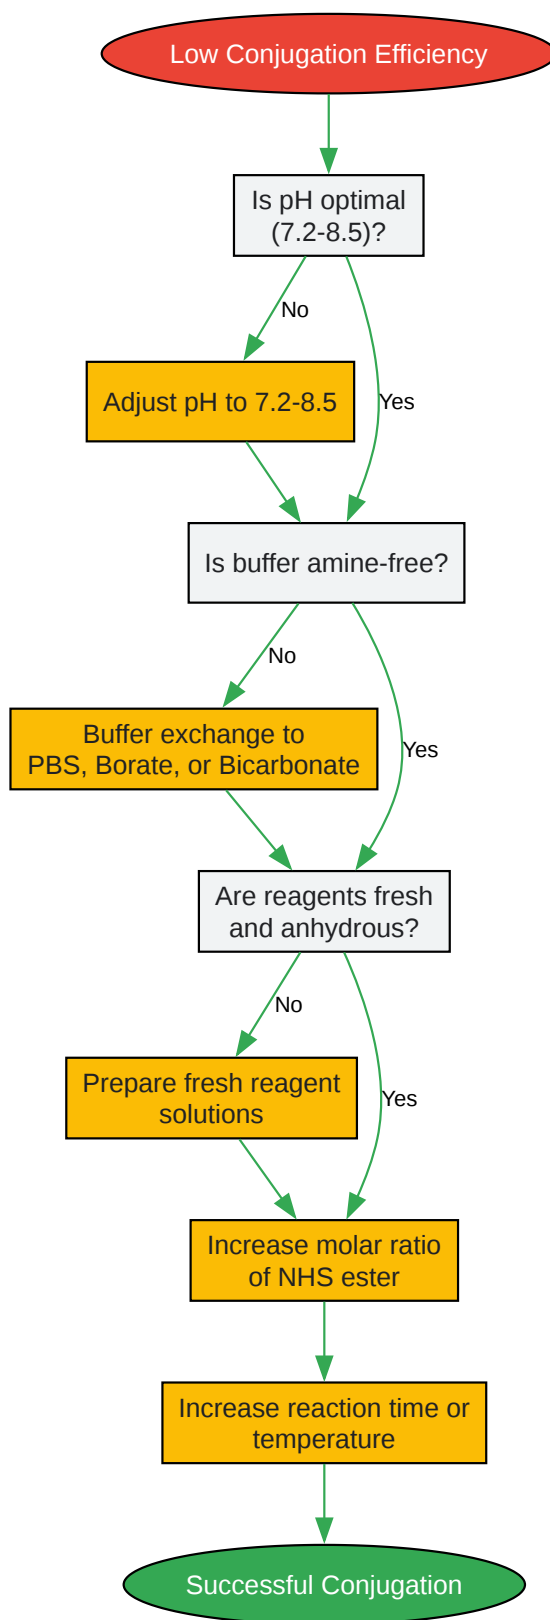 Low Conjugation Efficiency
Is pH optimal
(7.2-8.5)?
No
Adjust pH to 7.2-8.5
Yes
Is buffer amine-free?
No
Buffer exchange to
PBS, Borate, or Bicarbonate
Yes
Are reagents fresh
and anhydrous?
No
Prepare fresh reagent
solutions
Yes
Increase molar ratio
of NHS ester
Increase reaction time or
temperature
Successful Conjugation